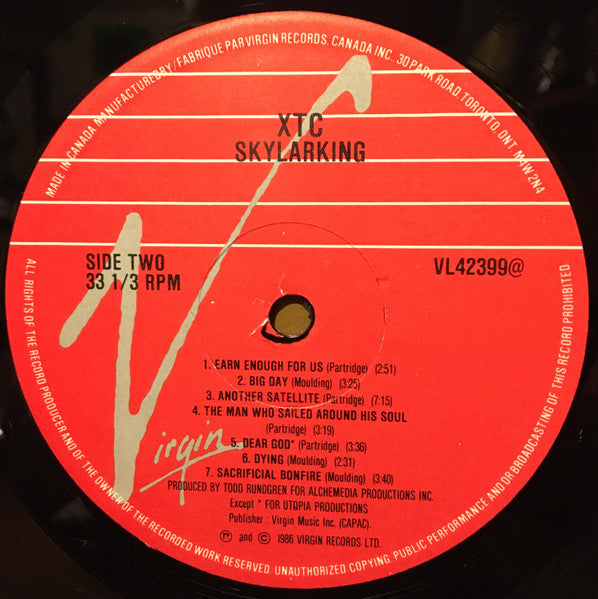 MADE IN CANADA. MANUFACTURED BY / FABRIQUE PAR VIRGIN RECORDS. CANADA INC., 30 PARK ROAD. TORONTO. ONT. M4W 2N4
XTC
SKYLARKING
SIDE TWO
33 1/3 RPM
VL42399@
1. EARN ENOUGH FOR US (Partridge) (2:51)
2. BIG DAY (Moulding) (3:25)
3. ANOTHER SATELLITE (Partridge) (7:15)
4. THE MAN WHO SAILED AROUND HIS SOUL
(Partridge) (3:19)
5. DEAR GOD* (Partridge) (3:36)
6. DYING (Moulding) (2:31)
7. SACRIFICIAL BONFIRE (Moulding) (3:40)
Virgin
PRODUCED BY TODD RUNDGREN FOR ALCHEMEDIA PRODUCTIONS INC.
Except * FOR UTOPIA PRODUCTIONS
Publisher : Virgin Music Inc. (CAPAC).
℗ and © 1986 VIRGIN RECORDS LTD.
ALL RIGHTS OF THE RECORD PRODUCER AND OF THE OWNER OF THE RECORDED WORK RESERVED. UNAUTHORIZED COPYING, PUBLIC PERFORMANCE AND/OR BROADCASTING OF THIS RECORD PROHIBITED.